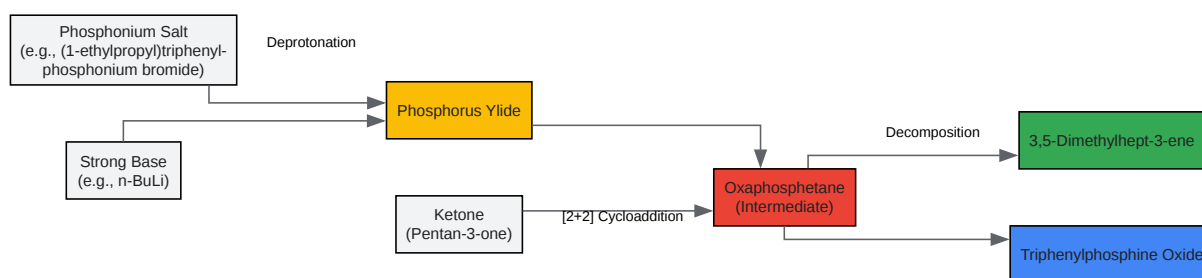 Phosphonium Salt
(e.g., (1-ethylpropyl)triphenyl-
phosphonium bromide)
Deprotonation
Strong Base
(e.g., n-BuLi)
Phosphorus Ylide
Ketone
(Pentan-3-one)
[2+2] Cycloaddition
Oxaphosphetane
(Intermediate)
Decomposition
3,5-Dimethylhept-3-ene
Triphenylphosphine Oxide